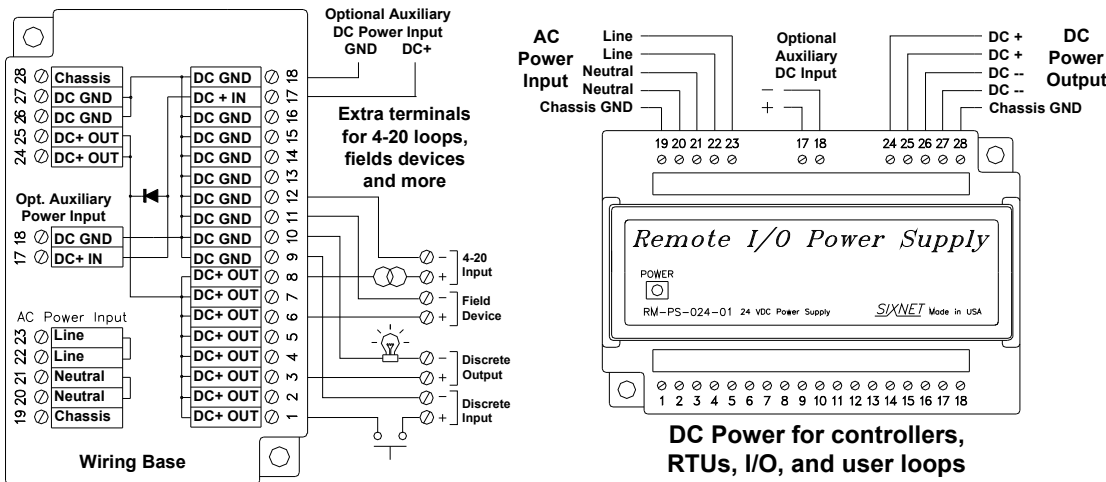 Optional Auxiliary
DC Power Input
GND DC+
28 Chassis
27 DC GND
26 DC GND
25 DC+ OUT
24 DC+ OUT
Opt. Auxiliary
Power Input
18 DC GND
17 DC+ IN
AC Power Input
23 Line
22 Line
21 Neutral
20 Neutral
19 Chassis
DC GND 18
DC + IN 17
DC GND 16
DC GND 15
DC GND 14
DC GND 13
DC GND 12
DC GND 11
DC GND 10
DC GND 9
DC+ OUT 8
DC+ OUT 7
DC+ OUT 6
DC+ OUT 5
DC+ OUT 4
DC+ OUT 3
DC+ OUT 2
DC+ OUT 1
Extra terminals
for 4-20 loops,
fields devices
and more
− 4-20
+ Input
− Field
+ Device
− Discrete
+ Output
− Discrete
+ Input
Wiring Base
AC
Power
Input
Line
Line
Neutral
Neutral
Chassis GND
Optional
Auxiliary
DC Input
−
+
DC +
DC +
DC --
DC --
Chassis GND
DC
Power
Output
19 20 21 22 23 17 18 24 25 26 27 28
Remote I/O Power Supply
POWER
RM-PS-024-01 24 VDC Power Supply SIXNET Made in USA
1 2 3 4 5 6 7 8 9 10 11 12 13 14 15 16 17 18
DC Power for controllers,
RTUs, I/O, and user loops